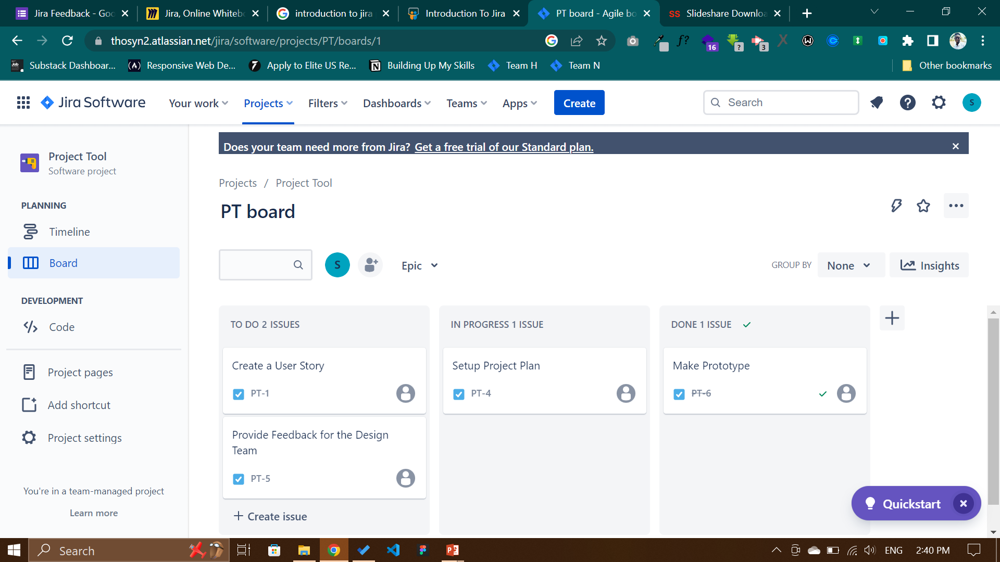 Jira Feedback - Goo
Jira, Online Whitebo
introduction to jira
Introduction To Jira
PT board - Agile bo
SS Slideshare Downloa
thosyn2.atlassian.net/jira/software/projects/PT/boards/1
f?
16
?
3
Job
Substack Dashboar...
Responsive Web De...
Apply to Elite US Re...
Building Up My Skills
Team H
Team N
Other bookmarks
Jira Software
Your work
Projects
Filters
Dashboards
Teams
Apps
Create
Search
S
Project Tool
Software project
PLANNING
Timeline
Board
DEVELOPMENT
Code
Project pages
Add shortcut
Project settings
You're in a team-managed project
Learn more
Does your team need more from Jira? Get a free trial of our Standard plan.
Projects / Project Tool
PT board
S
Epic
GROUP BY
None
Insights
TO DO 2 ISSUES
Create a User Story
PT-1
Provide Feedback for the Design
Team
PT-5
+ Create issue
IN PROGRESS 1 ISSUE
Setup Project Plan
PT-4
DONE 1 ISSUE
Make Prototype
PT-6
Quickstart
Search
ENG
2:40 PM